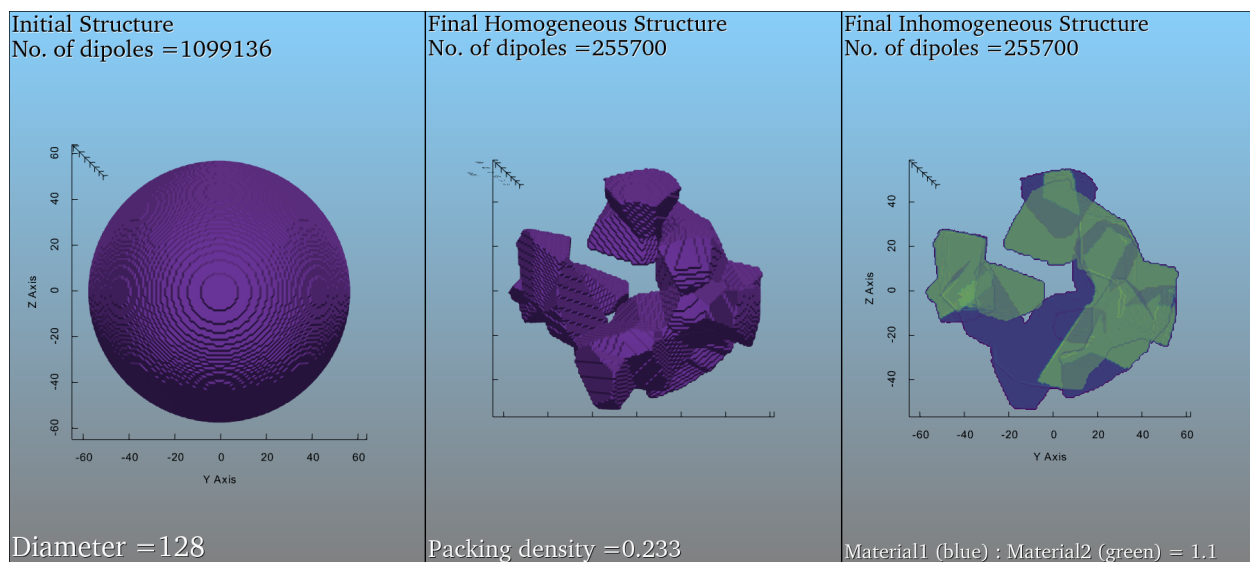 Initial Structure
No. of dipoles =1099136
60
40
20
0
-20
-40
-60
Z Axis
-60 -40 -20 0 20 40 60
Y Axis
Diameter =128
Final Homogeneous Structure
No. of dipoles =255700
Packing density =0.233
Final Inhomogeneous Structure
No. of dipoles =255700
40
20
0
-20
-40
Z Axis
-60 -40 -20 0 20 40 60
Y Axis
Material1 (blue) : Material2 (green) = 1.1